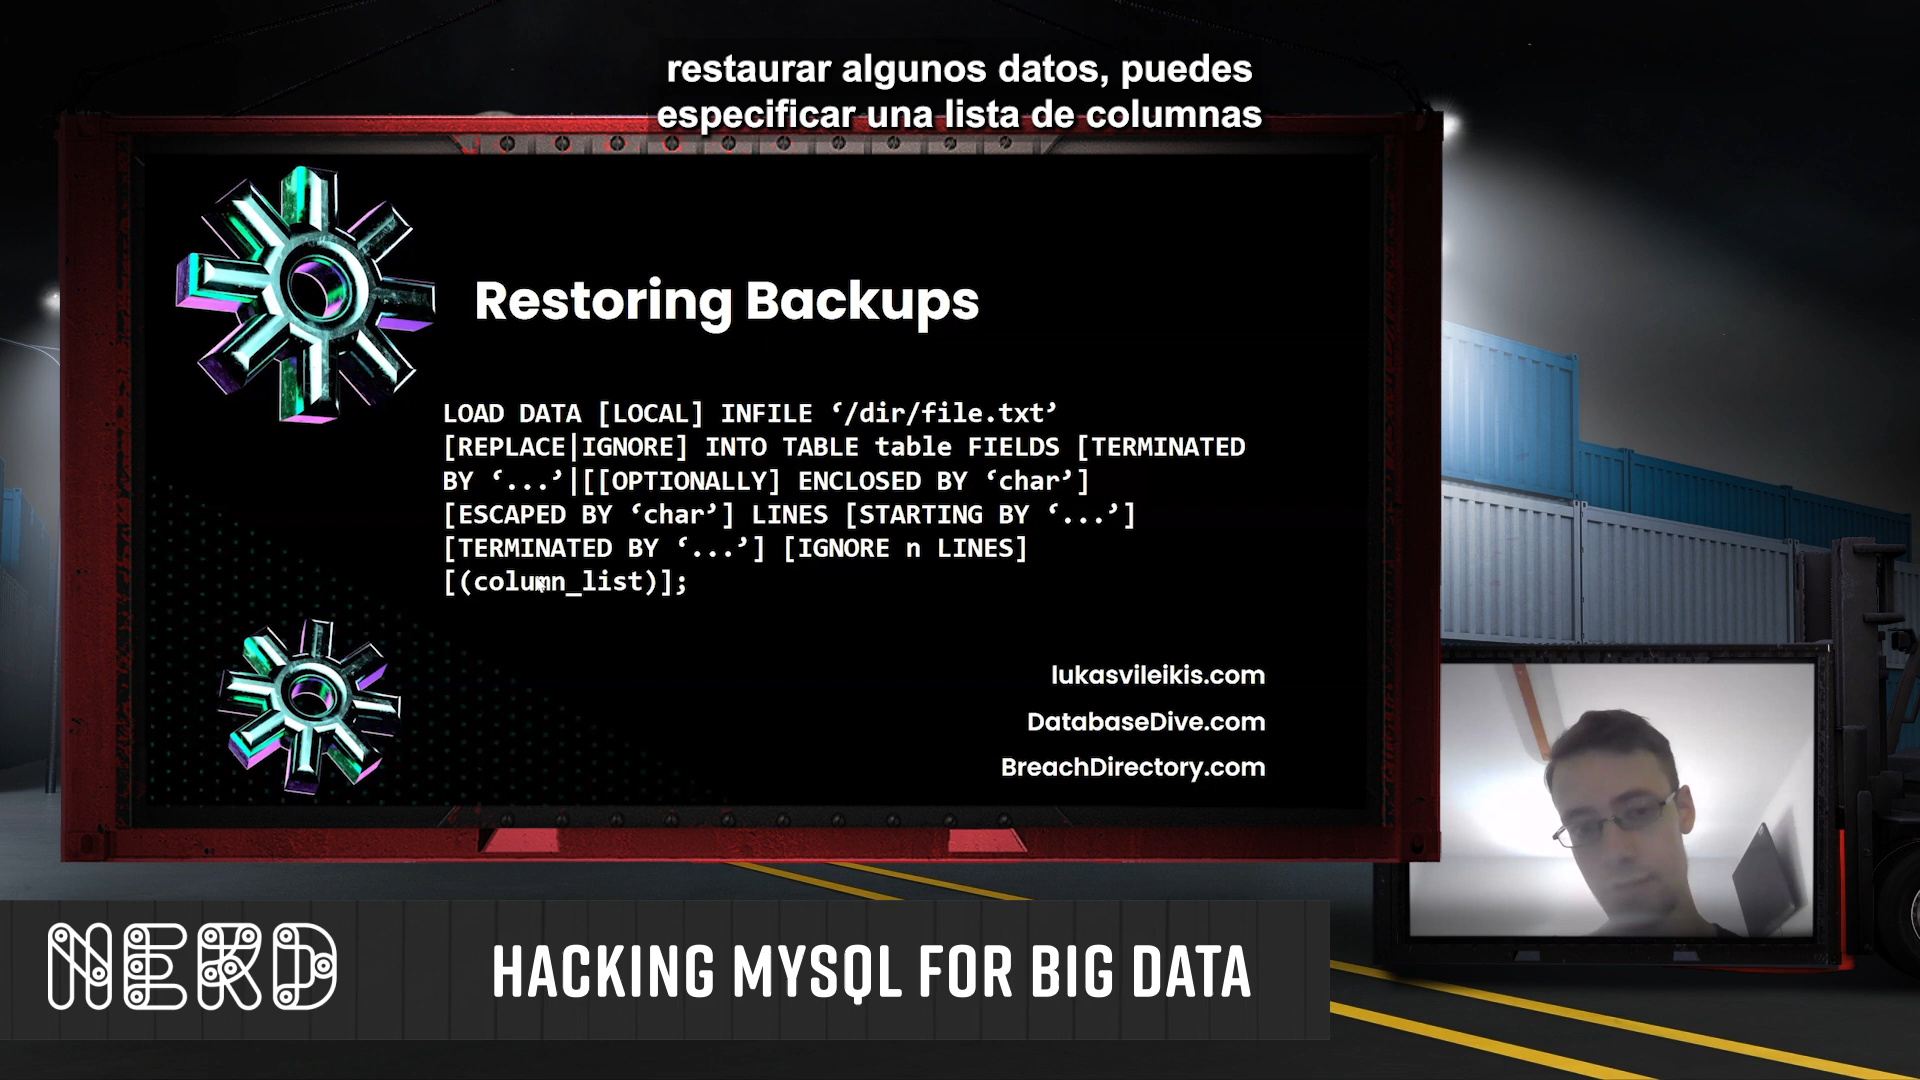 restaurar algunos datos, puedes
especificar una lista de columnas
Restoring Backups
LOAD DATA [LOCAL] INFILE ‘/dir/file.txt’
[REPLACE|IGNORE] INTO TABLE table FIELDS [TERMINATED
BY ‘...’|[[OPTIONALLY] ENCLOSED BY ‘char’]
[ESCAPED BY ‘char’] LINES [STARTING BY ‘...’]
[TERMINATED BY ‘...’] [IGNORE n LINES]
[(column_list)];
lukasvileikis.com
DatabaseDive.com
BreachDirectory.com
NERD
HACKING MYSQL FOR BIG DATA